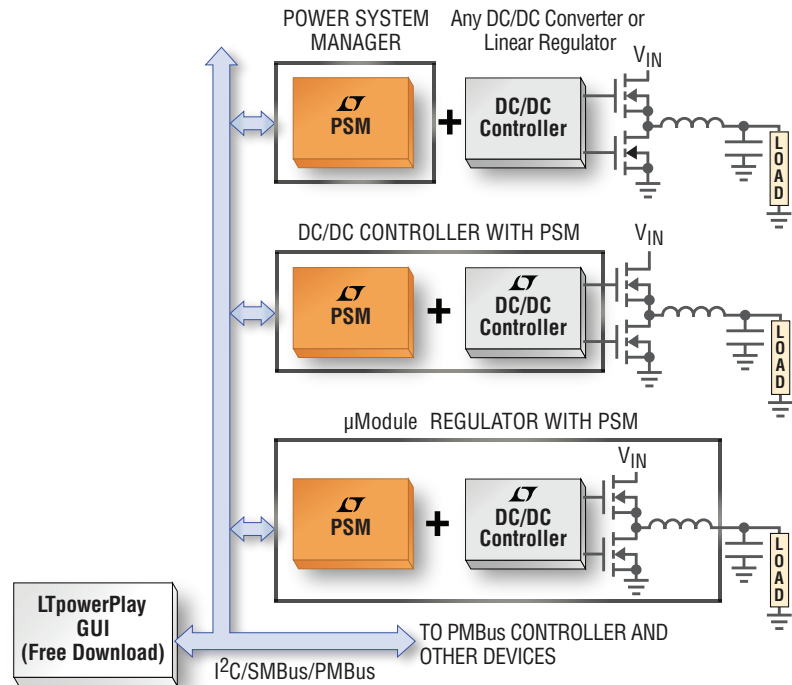 POWER SYSTEM
MANAGER
Any DC/DC Converter or
Linear Regulator
PSM
+
DC/DC
Controller
VIN
LOAD
DC/DC CONTROLLER WITH PSM
PSM
+
DC/DC
Controller
VIN
LOAD
µModule REGULATOR WITH PSM
PSM
+
DC/DC
Controller
VIN
LOAD
LTpowerPlay
GUI
(Free Download)
I²C/SMBus/PMBus
TO PMBus CONTROLLER AND
OTHER DEVICES